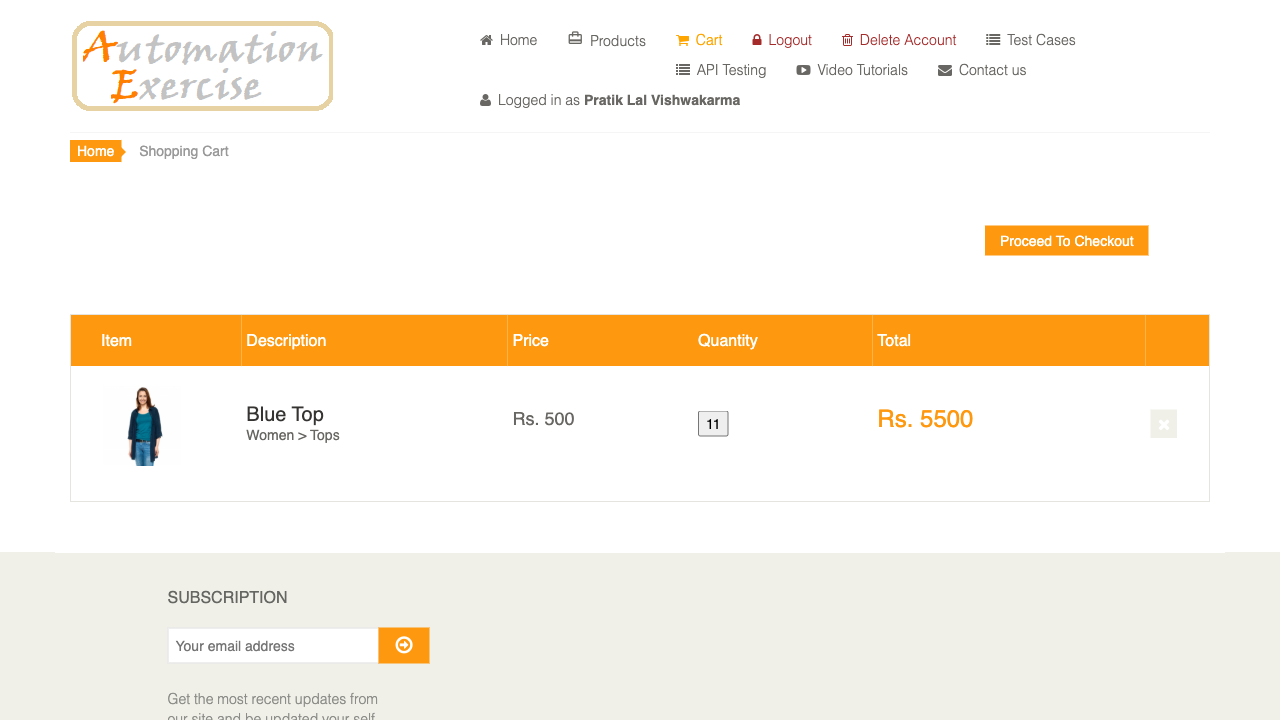 Automation
Exercise
Home Products Cart Logout Delete Account Test Cases
API Testing Video Tutorials Contact us
Logged in as Pratik Lal Vishwakarma
Home Shopping Cart
Proceed To Checkout
Item Description Price Quantity Total
Blue Top
Women > Tops
Rs. 500
11
Rs. 5500
SUBSCRIPTION
Your email address
Get the most recent updates from
our site and be updated your self